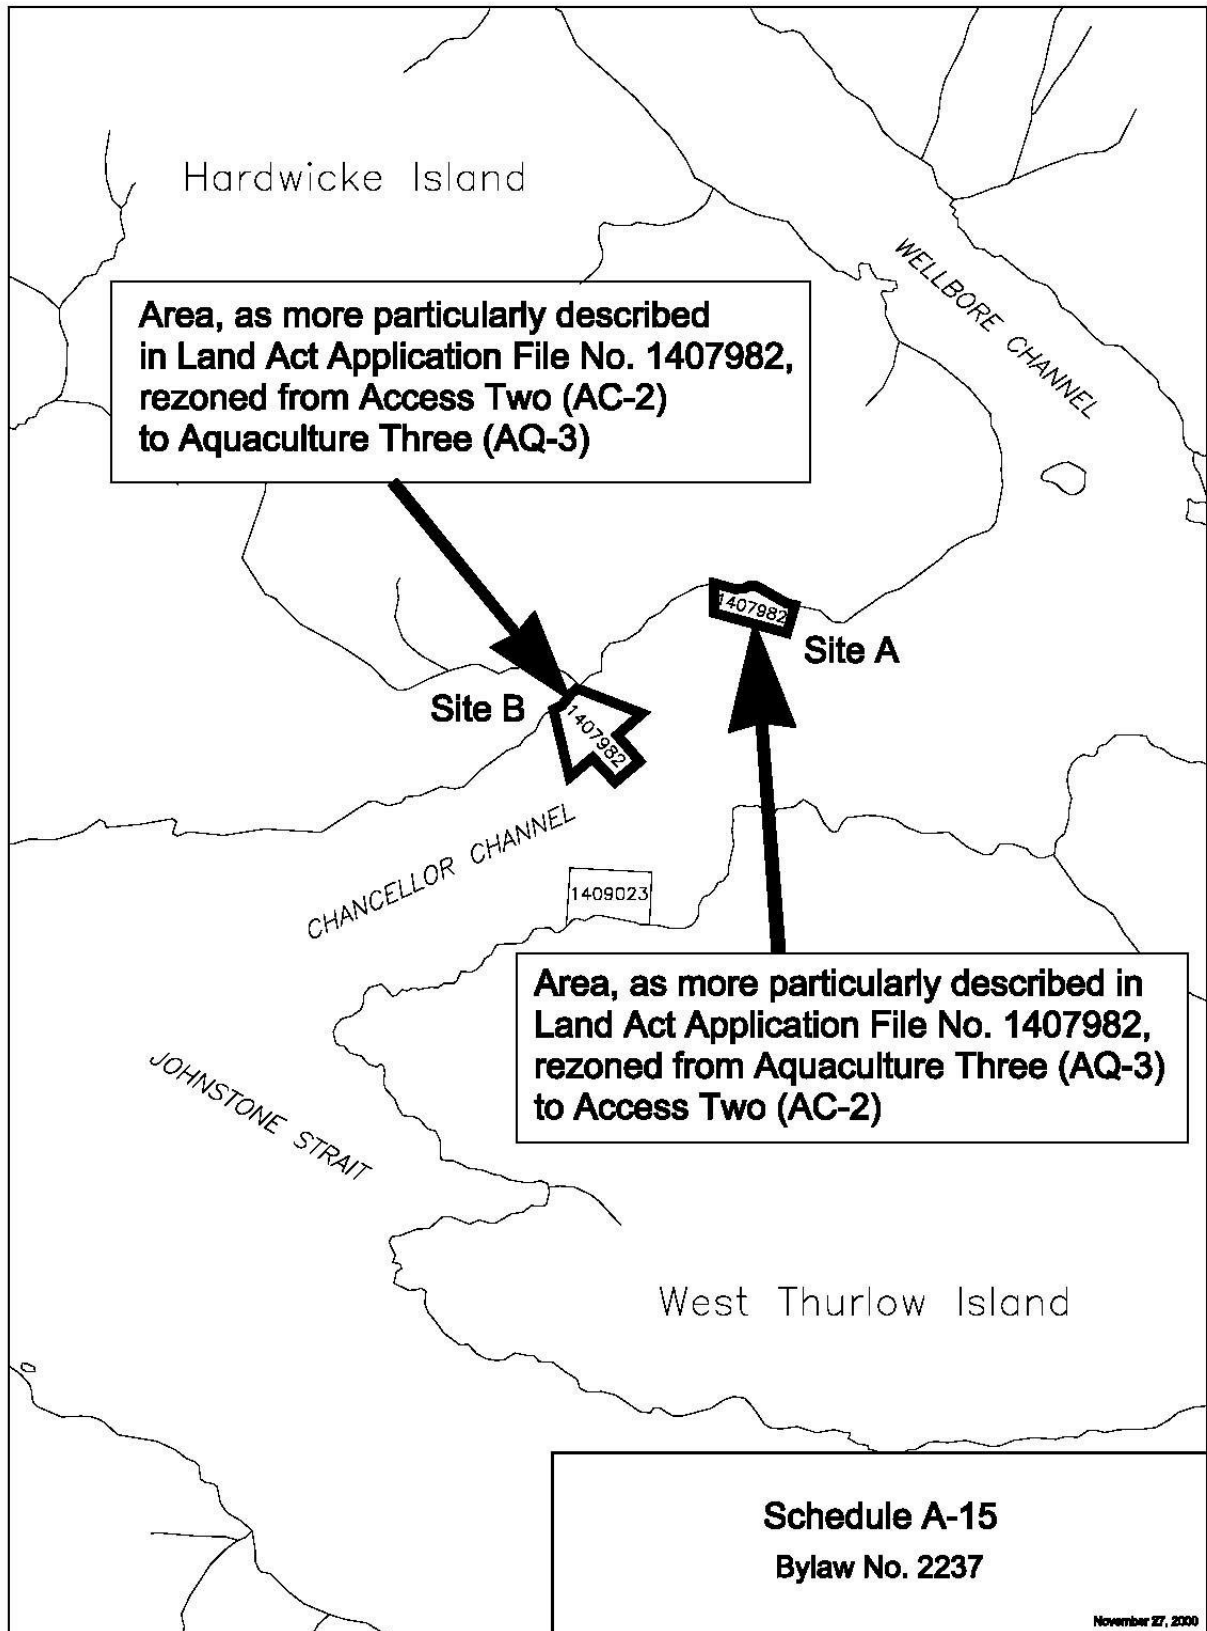 Hardwicke Island
WELLBORE CHANNEL
Area, as more particularly described
in Land Act Application File No. 1407982,
rezoned from Access Two (AC-2)
to Aquaculture Three (AQ-3)
1407982
Site A
Site B
1407982
CHANCELLOR CHANNEL
1409023
Area, as more particularly described in
Land Act Application File No. 1407982,
rezoned from Aquaculture Three (AQ-3)
to Access Two (AC-2)
JOHNSTONE STRAIT
West Thurlow Island
Schedule A-15
Bylaw No. 2237
November 27, 2000